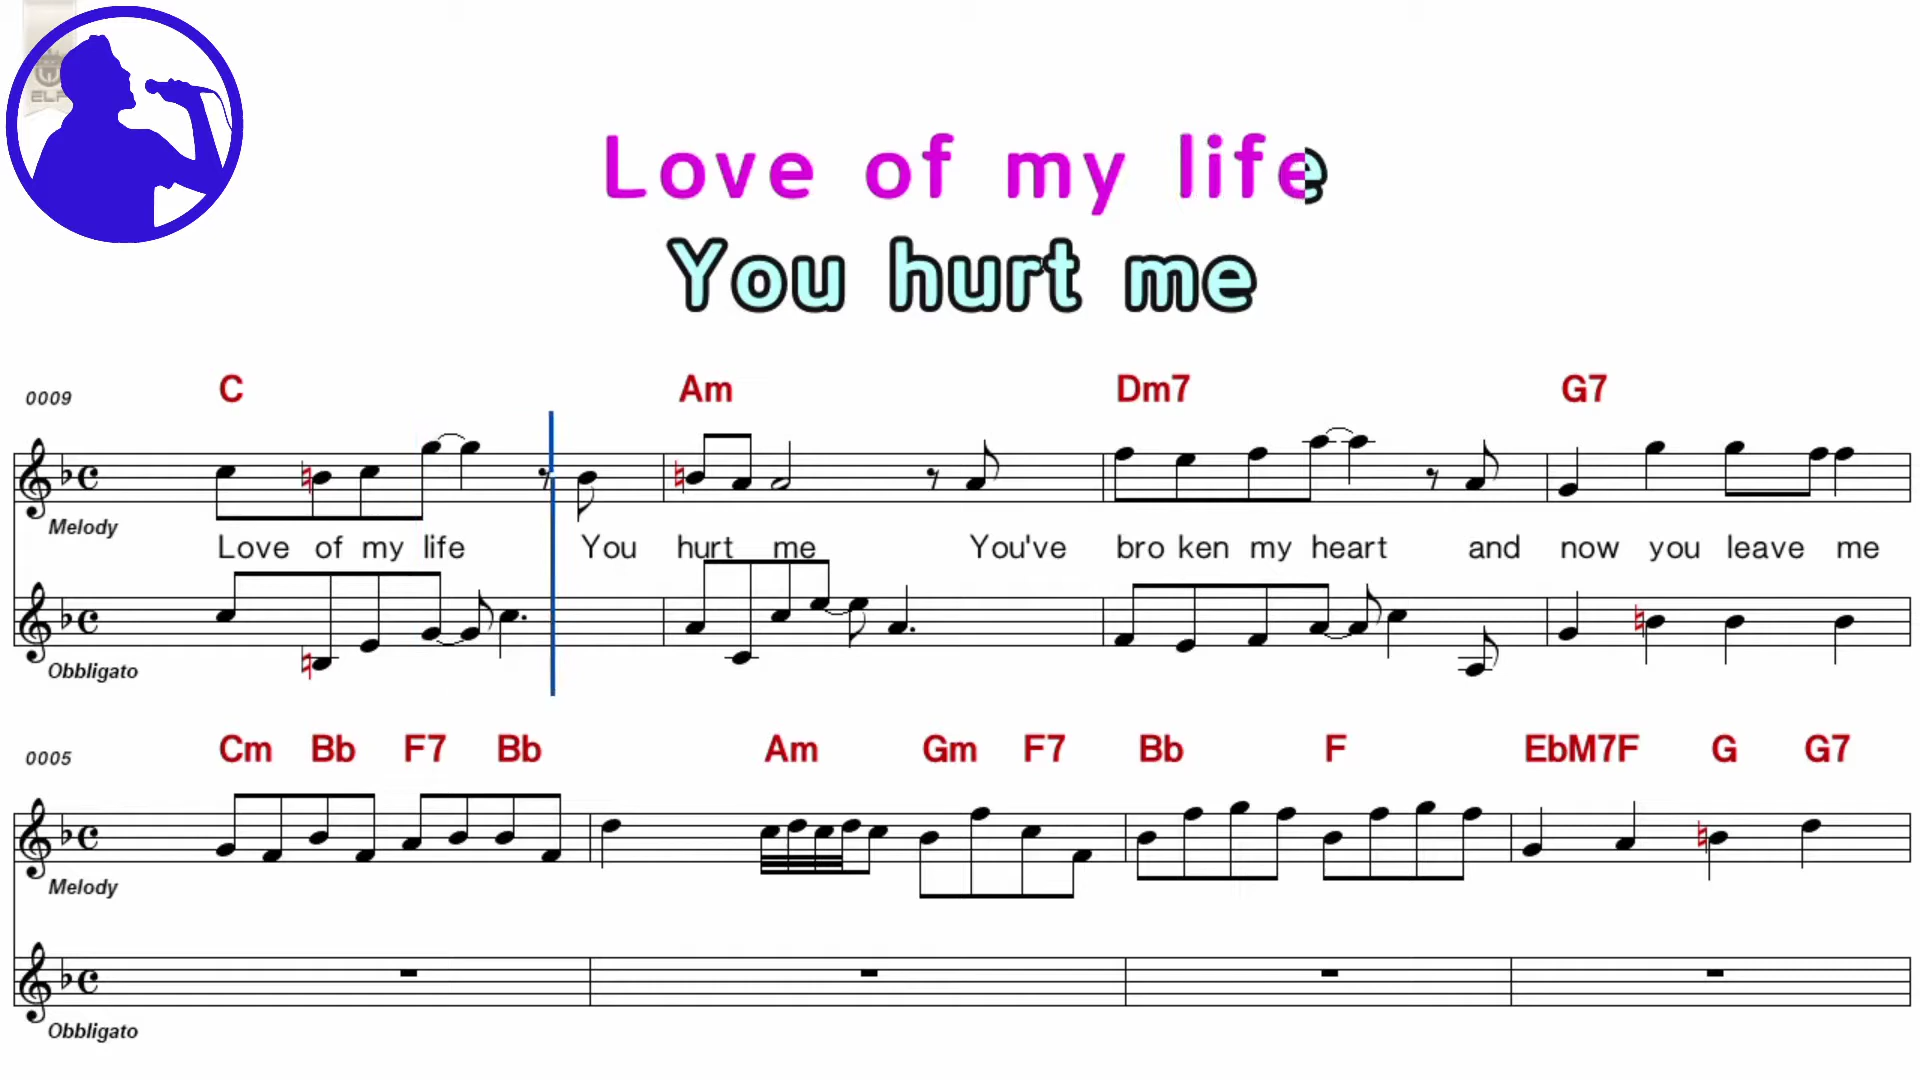 ELF
Love of my life
You hurt me
0009 C Am Dm7 G7
Melody
Love of my life You hurt me You've bro ken my heart and now you leave me
Obbligato
0005 Cm Bb F7 Bb Am Gm F7 Bb F EbM7F G G7
Melody
Obbligato